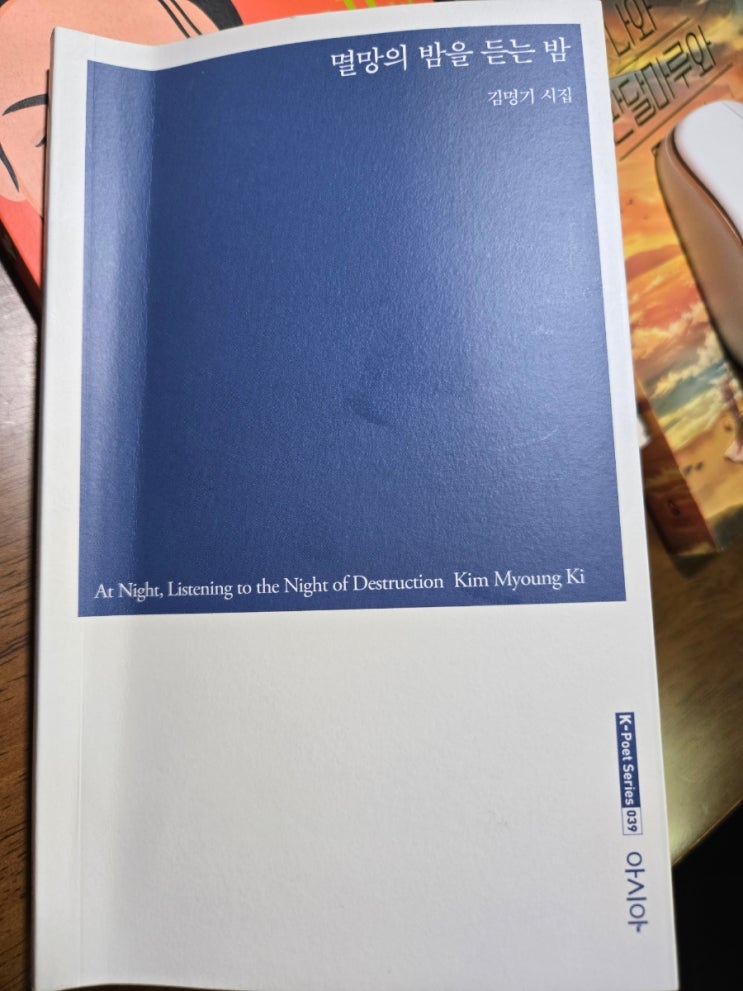 멸망의 밤을 듣는 밤
김명기 시집
At Night, Listening to the Night of Destruction Kim Myoung Ki
K-Poet Series 039
아시아